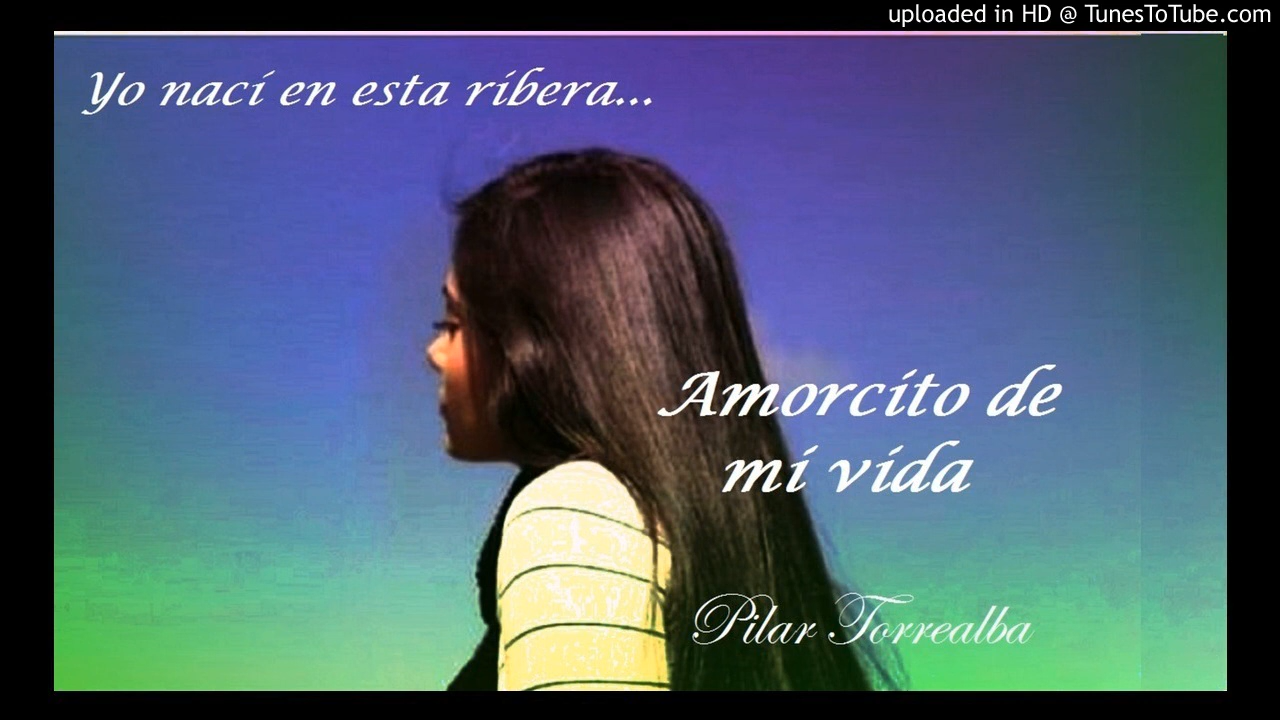 uploaded in HD @ TunesToTube.com
Yo nací en esta ribera...
Amorcito de
mi vida
Pilar Torrealba